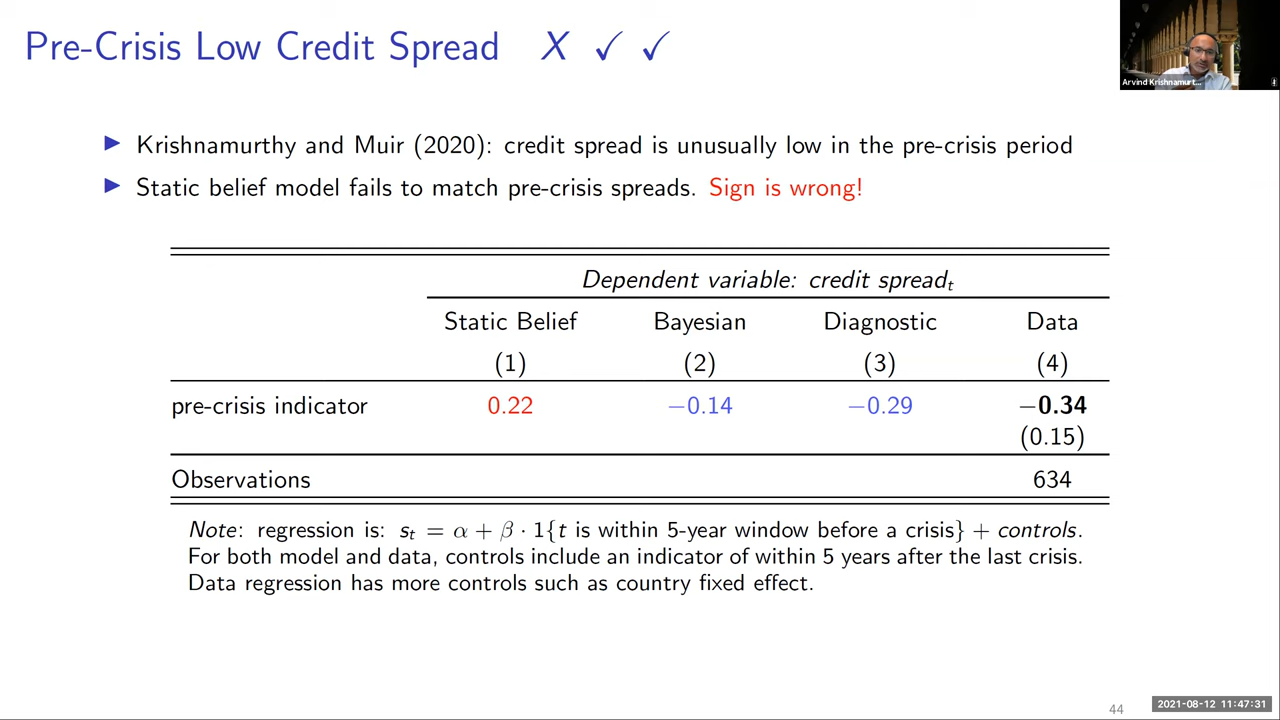 Pre-Crisis Low Credit Spread X ✓ ✓
Arvind Krishnamurt...
▶ Krishnamurthy and Muir (2020): credit spread is unusually low in the pre-crisis period
▶ Static belief model fails to match pre-crisis spreads. Sign is wrong!
Dependent variable: credit spread_t
Static Belief Bayesian Diagnostic Data
(1) (2) (3) (4)
pre-crisis indicator 0.22 −0.14 −0.29 −0.34
(0.15)
Observations 634
Note: regression is: s_t = α + β · 1{t is within 5-year window before a crisis} + controls.
For both model and data, controls include an indicator of within 5 years after the last crisis.
Data regression has more controls such as country fixed effect.
44
2021-08-12 11:47:31